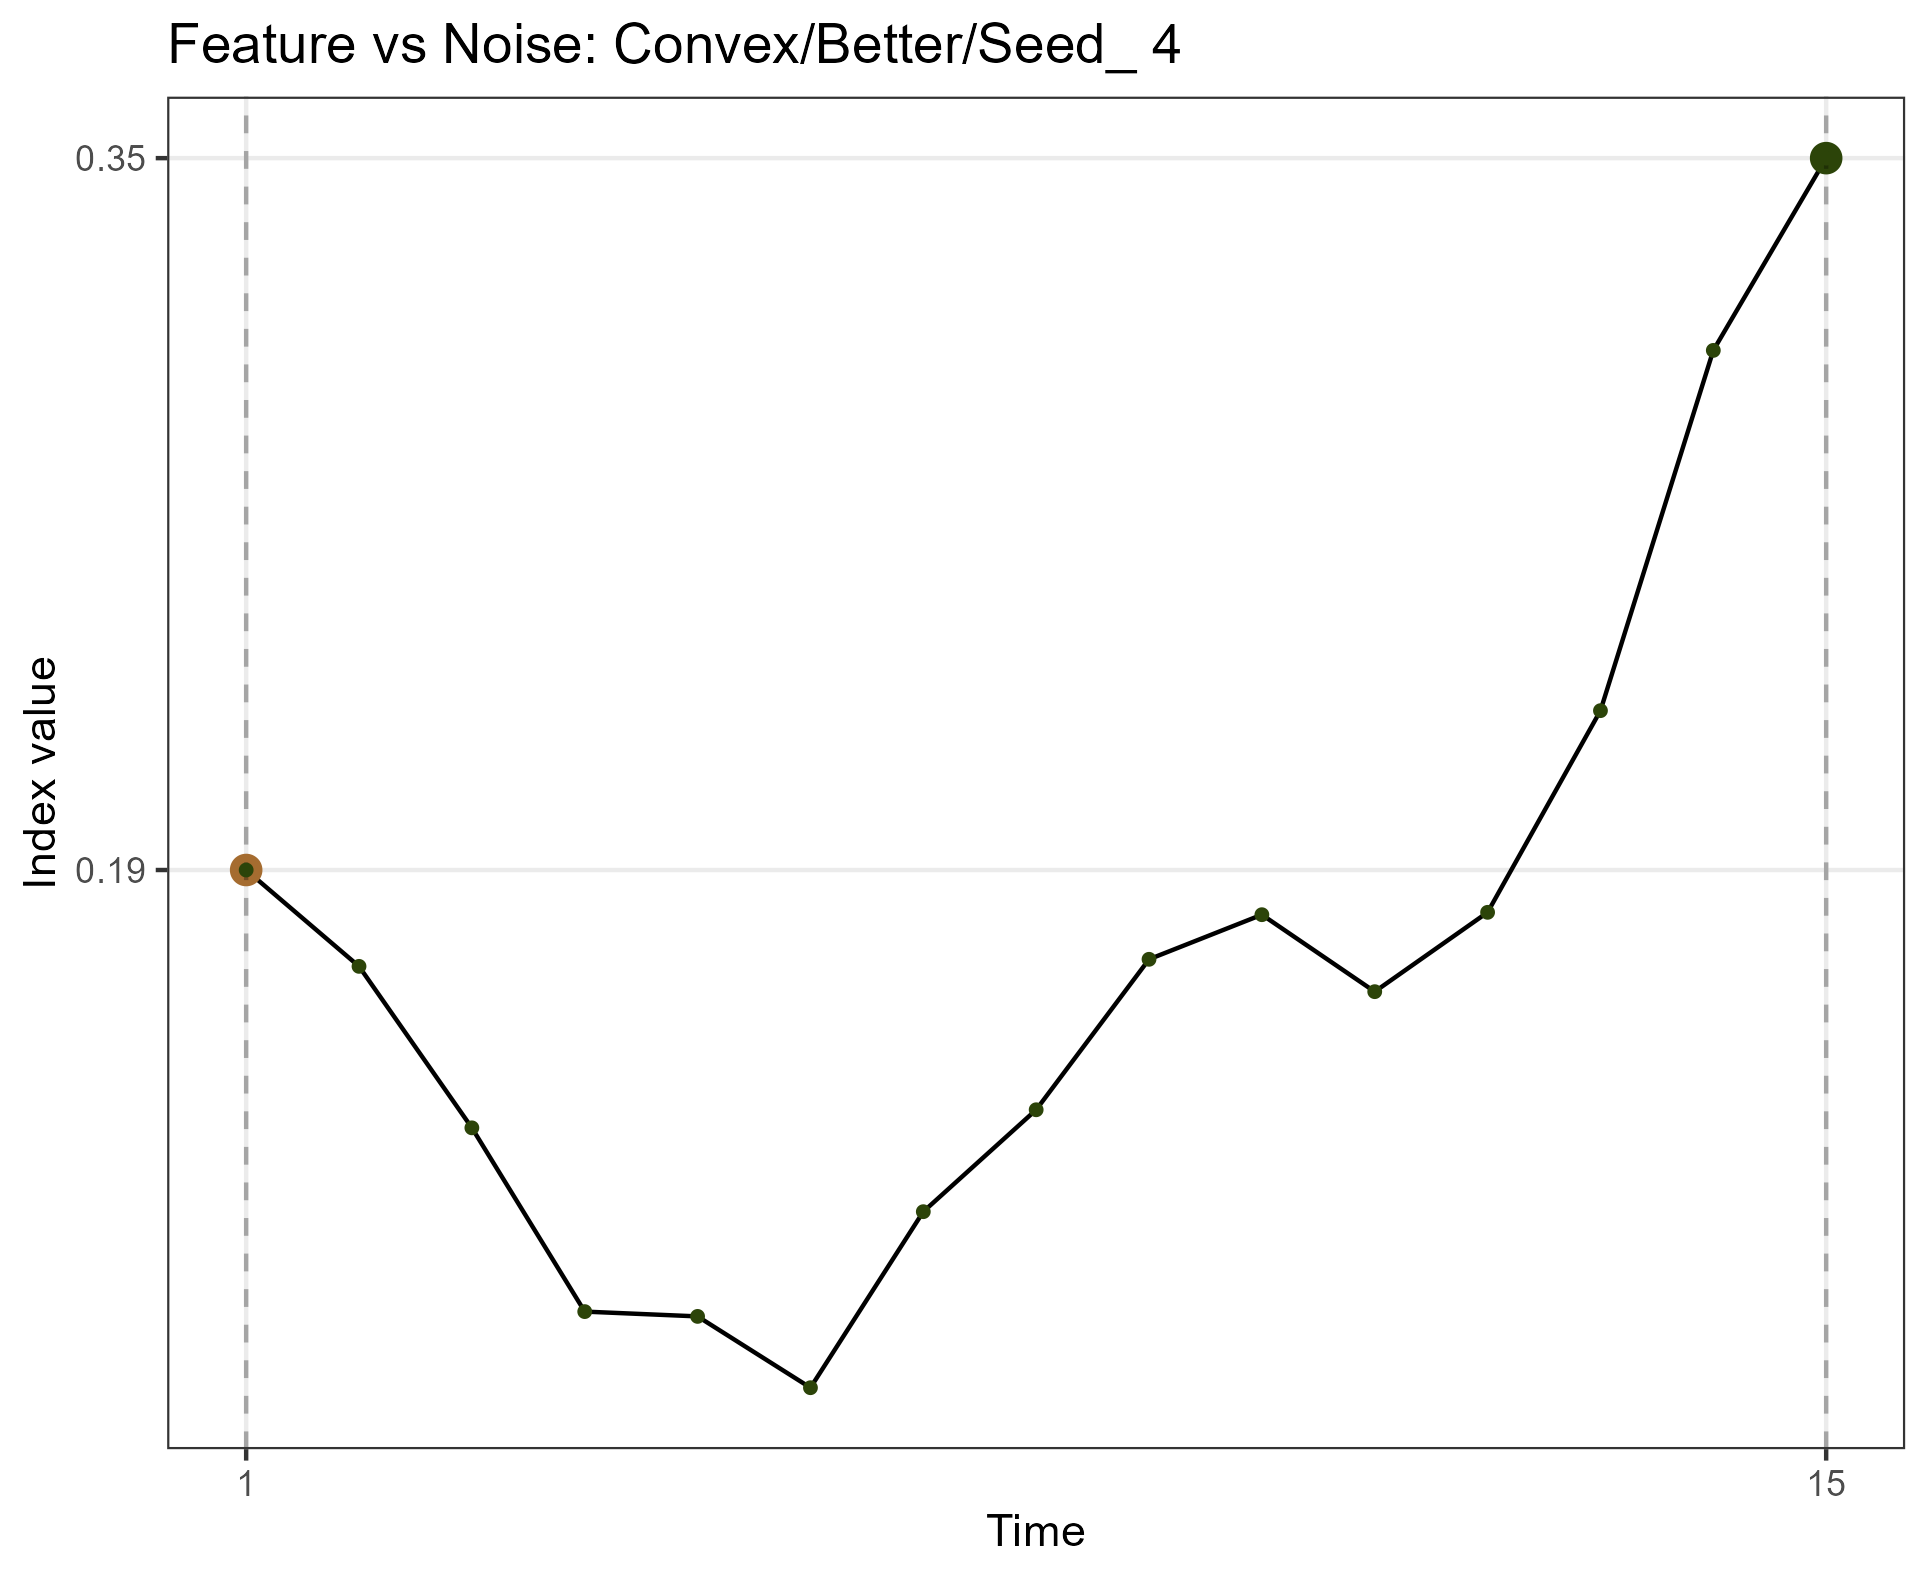 Feature vs Noise: Convex/Better/Seed_ 4
0.35
Index value
0.19
1
15
Time